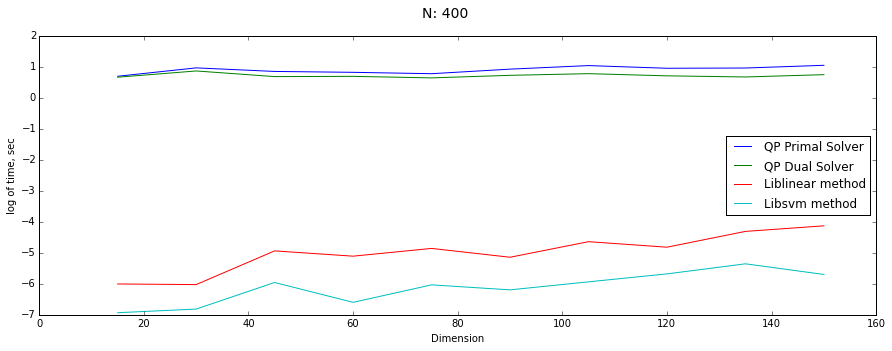 N: 400
2
1
0
−1
−2
−3
−4
−5
−6
−7
log of time, sec
QP Primal Solver
QP Dual Solver
Liblinear method
Libsvm method
0 20 40 60 80 100 120 140 160
Dimension